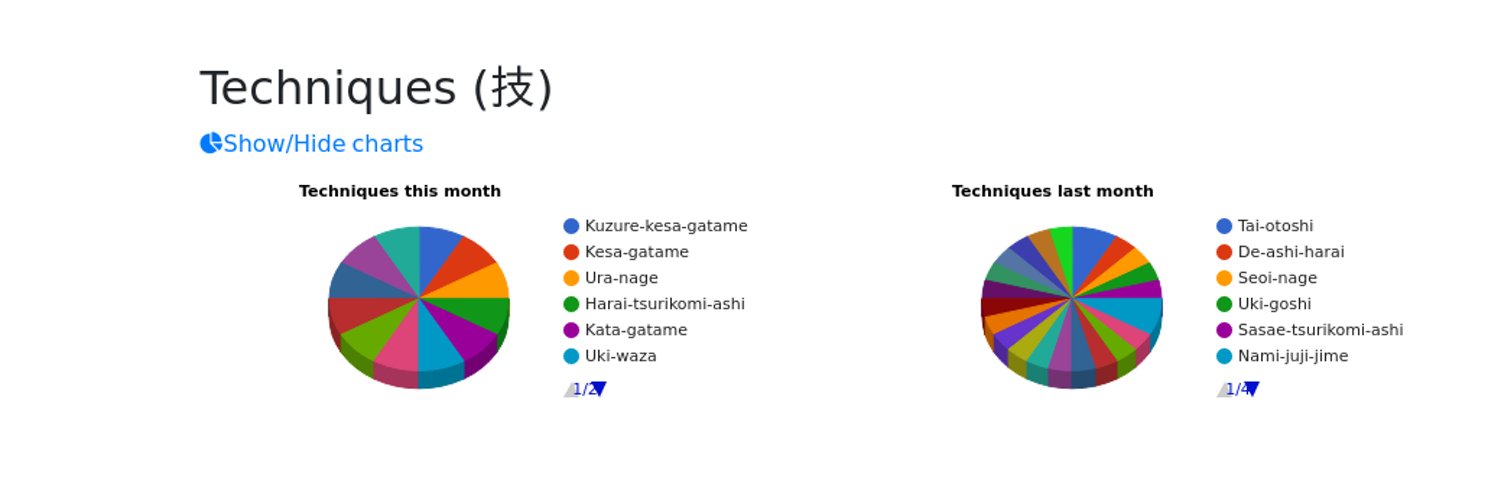 Techniques (技)
Show/Hide charts
Techniques this month
Kuzure-kesa-gatame
Kesa-gatame
Ura-nage
Harai-tsurikomi-ashi
Kata-gatame
Uki-waza
1/2
Techniques last month
Tai-otoshi
De-ashi-harai
Seoi-nage
Uki-goshi
Sasae-tsurikomi-ashi
Nami-juji-jime
1/4